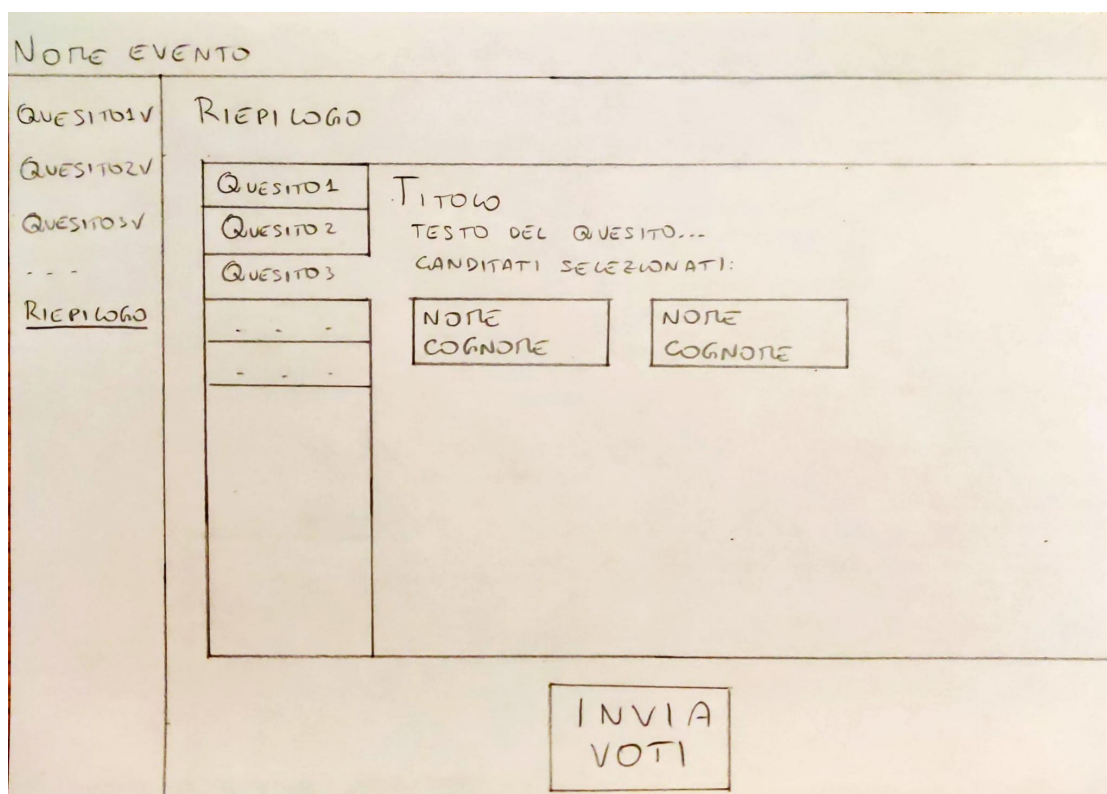 NOME EVENTO
QUESITO1V
QUESITO2V
QUESITO3V
- - -
RIEPILOGO
RIEPILOGO
QUESITO1
QUESITO2
QUESITO3
- - -
- - -
TITOLO
TESTO DEL QUESITO...
CANDITATI SELEZIONATI:
NOME
COGNOME
NOME
COGNOME
INVIA
VOTI